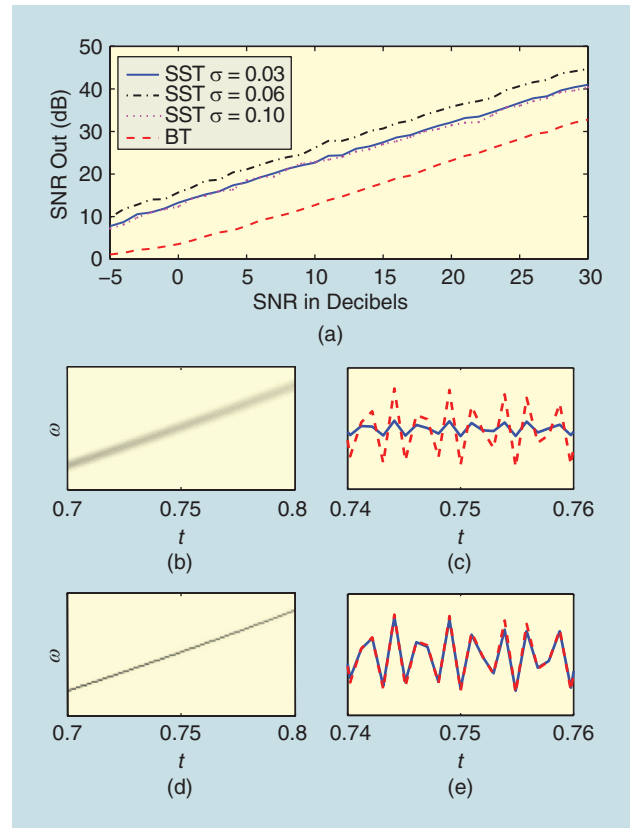 50
40
30
20
10
0
SNR Out (dB)
SST σ = 0.03
SST σ = 0.06
SST σ = 0.10
BT
−5 0 5 10 15 20 25 30
SNR in Decibels
(a)
ω
0.7 0.75 0.8
t
(b)
0.74 0.75 0.76
t
(c)
ω
0.7 0.75 0.8
t
(d)
0.74 0.75 0.76
t
(e)